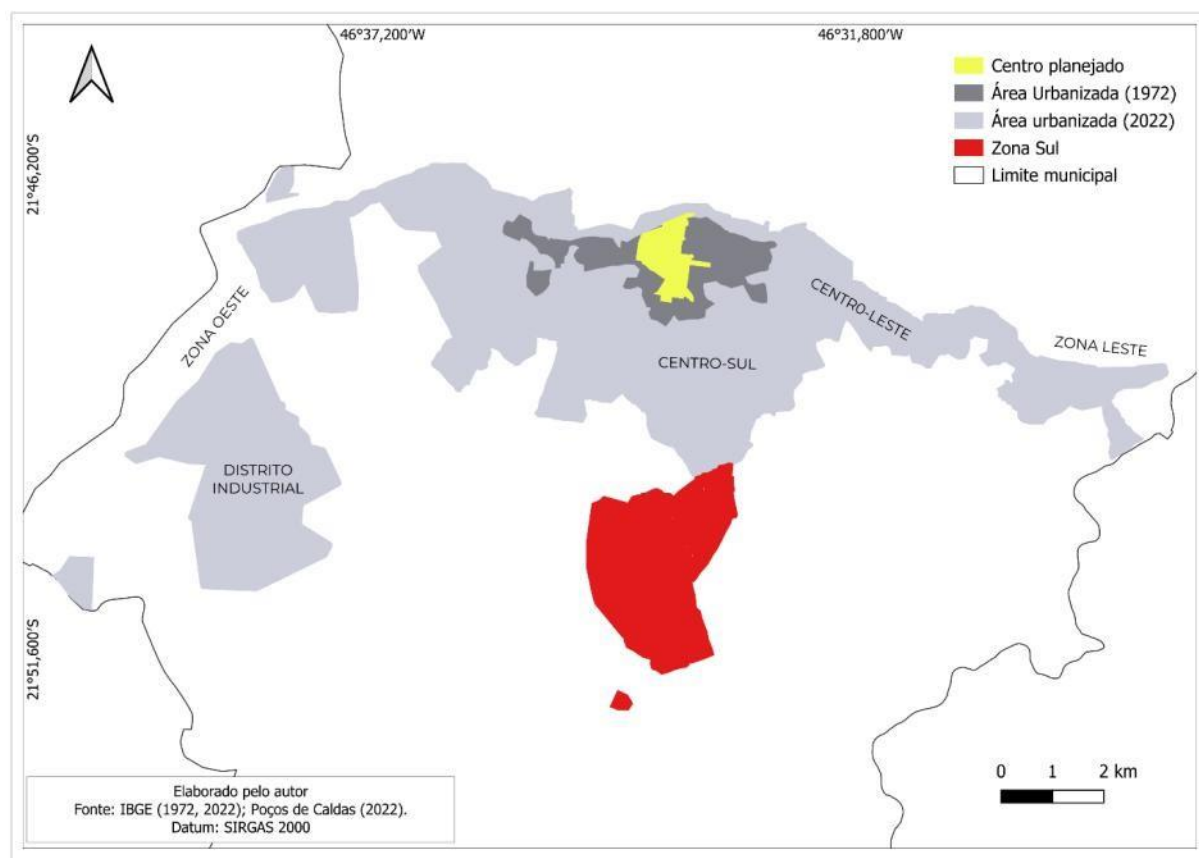 46°37,200'W
46°31,800'W
Centro planejado
Área Urbanizada (1972)
Área urbanizada (2022)
Zona Sul
Limite municipal
21°46,200'S
ZONA OESTE
CENTRO-LESTE
ZONA LESTE
CENTRO-SUL
DISTRITO
INDUSTRIAL
21°51,600'S
0 1 2 km
Elaborado pelo autor
Fonte: IBGE (1972, 2022); Poços de Caldas (2022).
Datum: SIRGAS 2000